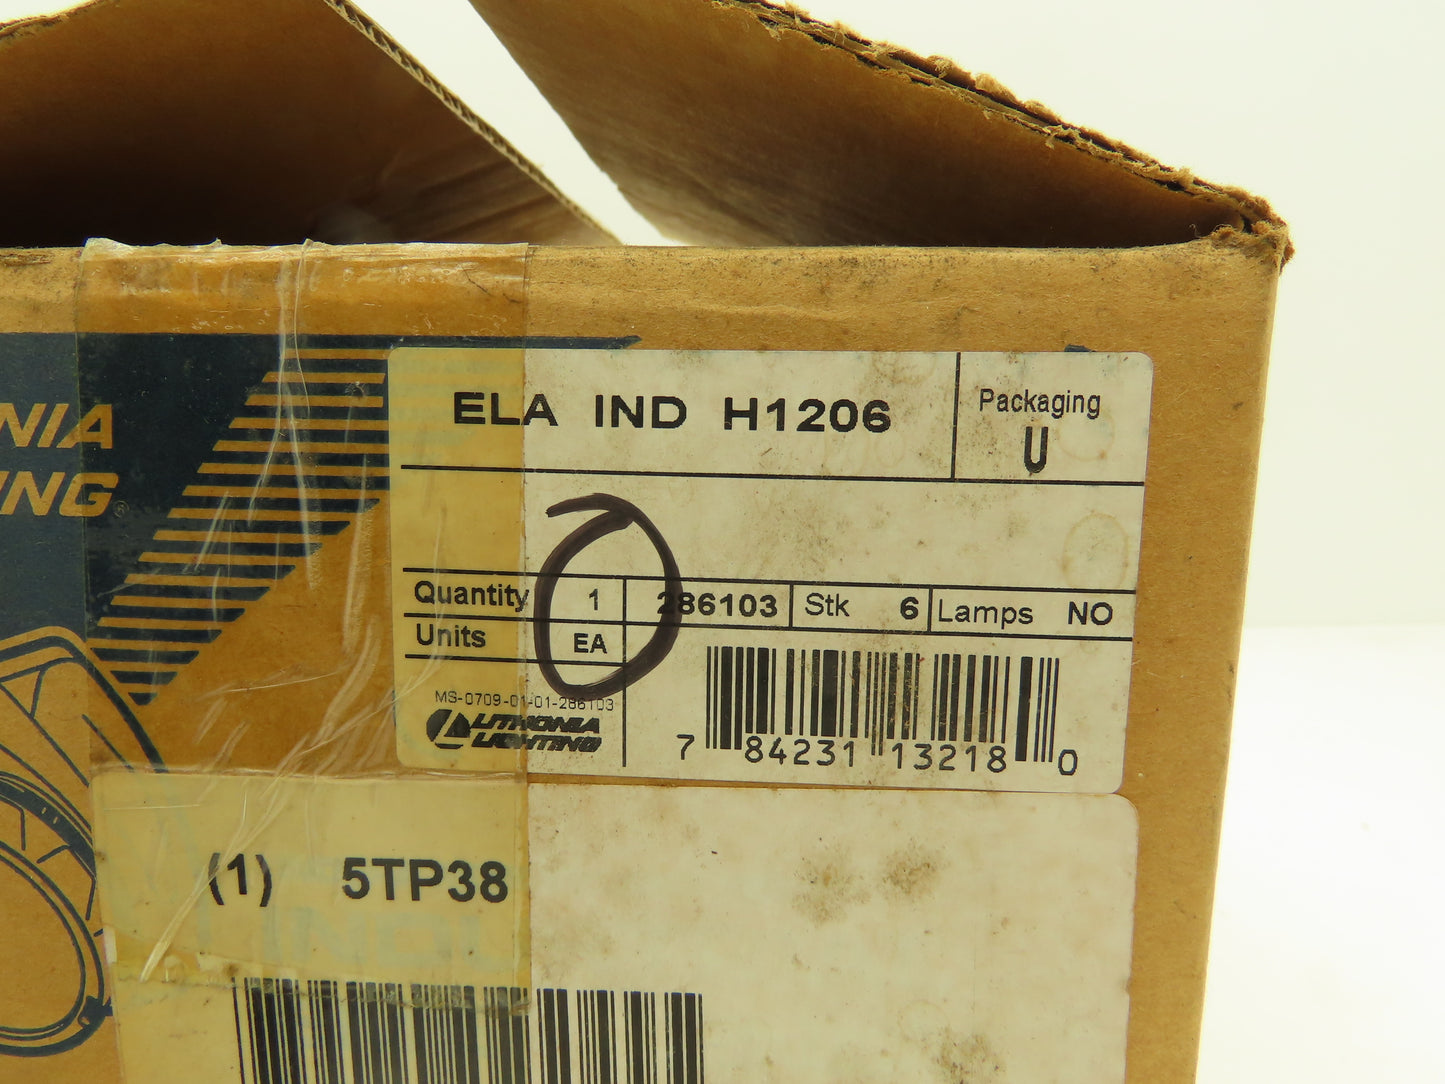 NIA
ING®
ELA IND H1206
Packaging
U
Quantity 1 286103 Stk 6 Lamps NO
Units EA
MS-0709-01-01-286103
LITHONIA
LIGHTING
7 84231 13218 0
(1) 5TP38